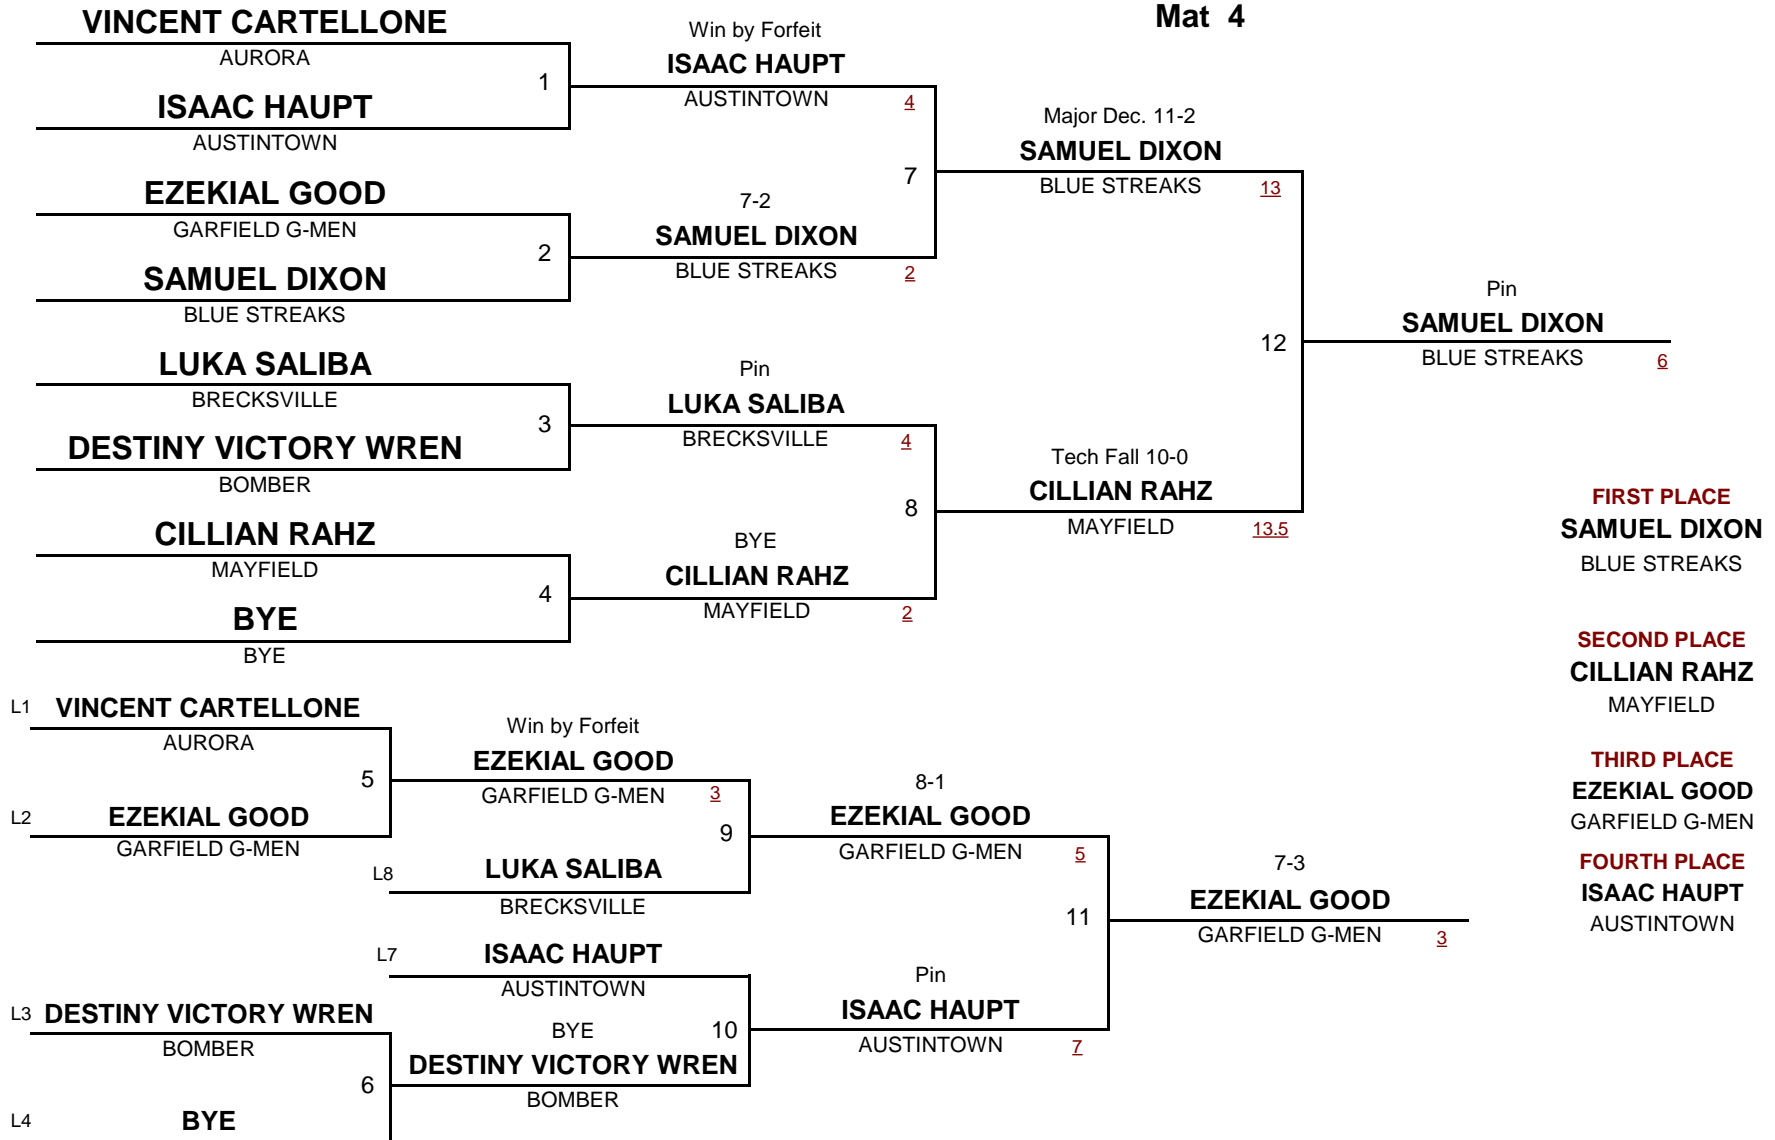 Mat 4
VINCENT CARTELLONE
AURORA
1
ISAAC HAUPT
AUSTINTOWN
EZEKIAL GOOD
GARFIELD G-MEN
2
SAMUEL DIXON
BLUE STREAKS
LUKA SALIBA
BRECKSVILLE
3
DESTINY VICTORY WREN
BOMBER
CILLIAN RAHZ
MAYFIELD
4
BYE
BYE
Win by Forfeit
ISAAC HAUPT
AUSTINTOWN 4
7
7-2
SAMUEL DIXON
BLUE STREAKS 2
Pin
LUKA SALIBA
BRECKSVILLE 4
8
BYE
CILLIAN RAHZ
MAYFIELD 2
Major Dec. 11-2
SAMUEL DIXON
BLUE STREAKS 13
12
Tech Fall 10-0
CILLIAN RAHZ
MAYFIELD 13.5
Pin
SAMUEL DIXON
BLUE STREAKS 6
FIRST PLACE
SAMUEL DIXON
BLUE STREAKS
SECOND PLACE
CILLIAN RAHZ
MAYFIELD
THIRD PLACE
EZEKIAL GOOD
GARFIELD G-MEN
FOURTH PLACE
ISAAC HAUPT
AUSTINTOWN
L1 VINCENT CARTELLONE
AURORA
5
L2 EZEKIAL GOOD
GARFIELD G-MEN
L3 DESTINY VICTORY WREN
BOMBER
6
L4 BYE
Win by Forfeit
EZEKIAL GOOD
GARFIELD G-MEN 3
9
L8 LUKA SALIBA
BRECKSVILLE
L7 ISAAC HAUPT
AUSTINTOWN
10
BYE
DESTINY VICTORY WREN
BOMBER
8-1
EZEKIAL GOOD
GARFIELD G-MEN 5
11
Pin
ISAAC HAUPT
AUSTINTOWN 7
7-3
EZEKIAL GOOD
GARFIELD G-MEN 3